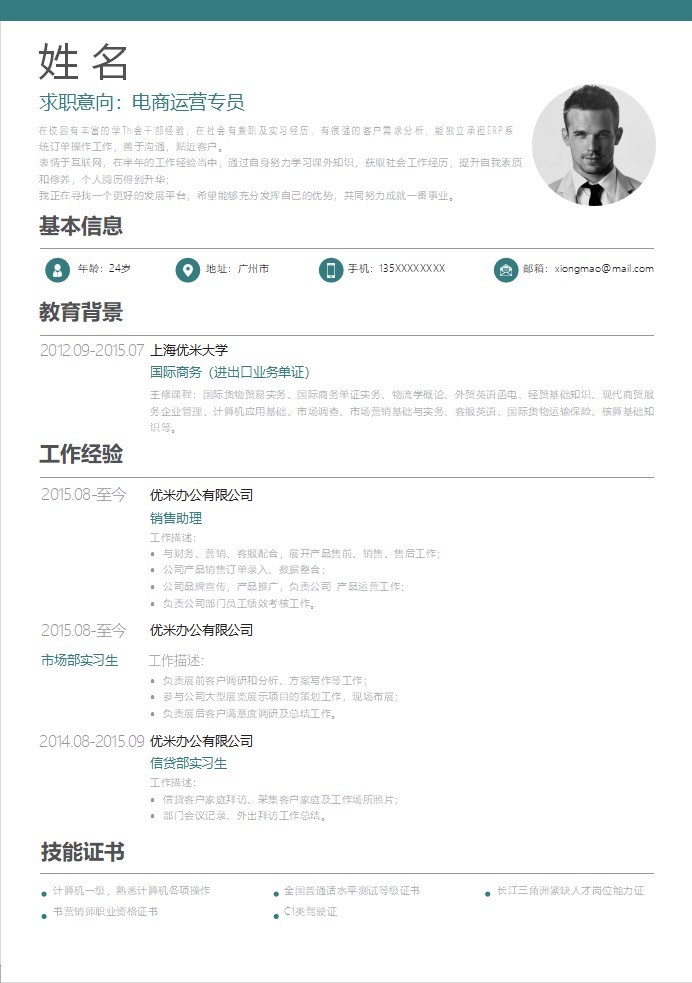 姓 名
求职意向：电商运营专员
在校园有丰富的学Th会干部经验，在社会有兼职及实习经历，有很强的客户需求分析，能独立承担ERP系
统订单操作工作，善于沟通，贴近客户。
衷情于互联网，在半年的工作经验当中，通过自身努力学习课外知识，获取社会工作经历，提升自我素质
和修养，个人阅历得到升华；
我正在寻找一个更好的发展平台，希望能够充分发挥自己的优势，共同努力成就一番事业。
基本信息
年龄：24岁 地址：广州市 手机：135XXXXXXXX 邮箱：xiongmao@mail.com
教育背景
2012.09-2015.07 上海优米大学
国际商务（进出口业务单证）
主修课程：国际货物贸易实务、国际商务单证实务、物流学概论、外贸英语函电、经贸基础知识、现代商贸服
务企业管理、计算机应用基础、市场调查、市场营销基础与实务、客服英语、国际货物运输保险、核算基础知
识等。
工作经验
2015.08-至今 优米办公有限公司
销售助理
工作描述：
与财务、营销、客服配合，展开产品售前、销售、售后工作；
公司产品销售订单录入、数据整合；
公司品牌宣传，产品推广，负责公司 产品运营工作；
负责公司部门员工绩效考核工作。
2015.08-至今 优米办公有限公司
市场部实习生 工作描述：
负责展前客户调研和分析、方案写作等工作；
参与公司大型展览展示项目的策划工作，现场布展；
负责展后客户满意度调研及总结工作。
2014.08-2015.09 优米办公有限公司
信贷部实习生
工作描述：
信贷客户家庭拜访、采集客户家庭及工作场所照片；
部门会议记录、外出拜访工作总结。
技能证书
计算机一级，熟悉计算机各项操作 全国普通话水平测试等级证书 长江三角洲紧缺人才岗位能力证
书营销师职业资格证书 C1类驾驶证